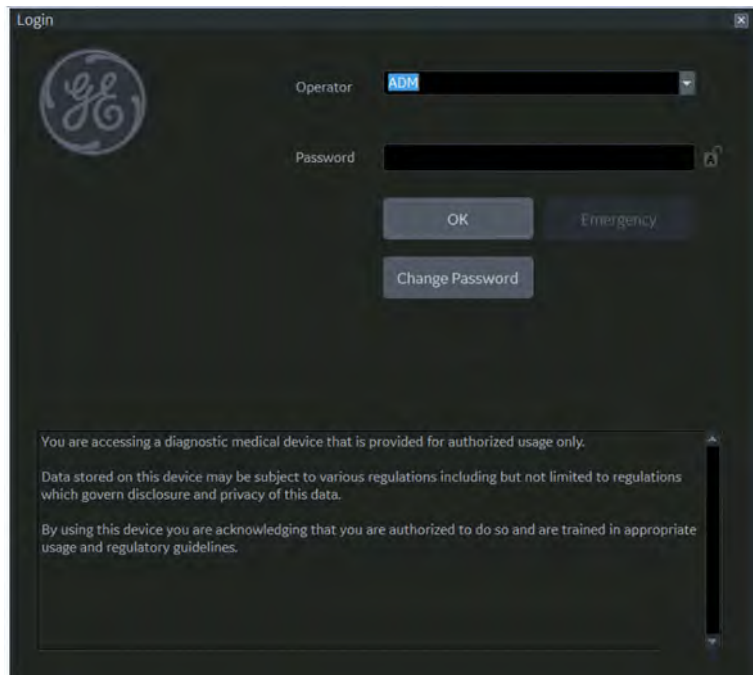 Login
GE
Operator
ADM
Password
A
OK
Emergency
Change Password
You are accessing a diagnostic medical device that is provided for authorized usage only.
Data stored on this device may be subject to various regulations including but not limited to regulations
which govern disclosure and privacy of this data.
By using this device you are acknowledging that you are authorized to do so and are trained in appropriate
usage and regulatory guidelines.